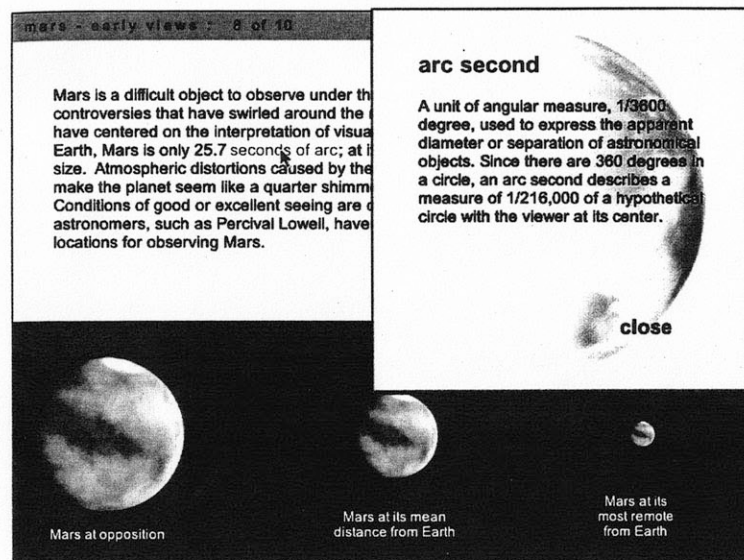 mars - early views : 8 of 10
Mars is a difficult object to observe under th
controversies that have swirled around the
have centered on the interpretation of visua
Earth, Mars is only 25.7 seconds of arc; at i
size. Atmospheric distortions caused by the
make the planet seem like a quarter shimm
Conditions of good or excellent seeing are
astronomers, such as Percival Lowell, have
locations for observing Mars.
arc second
A unit of angular measure, 1/3600
degree, used to express the apparent
diameter or separation of astronomical
objects. Since there are 360 degrees in
a circle, an arc second describes a
measure of 1/216,000 of a hypothetical
circle with the viewer at its center.
close
Mars at opposition
Mars at its mean
distance from Earth
Mars at its
most remote
from Earth